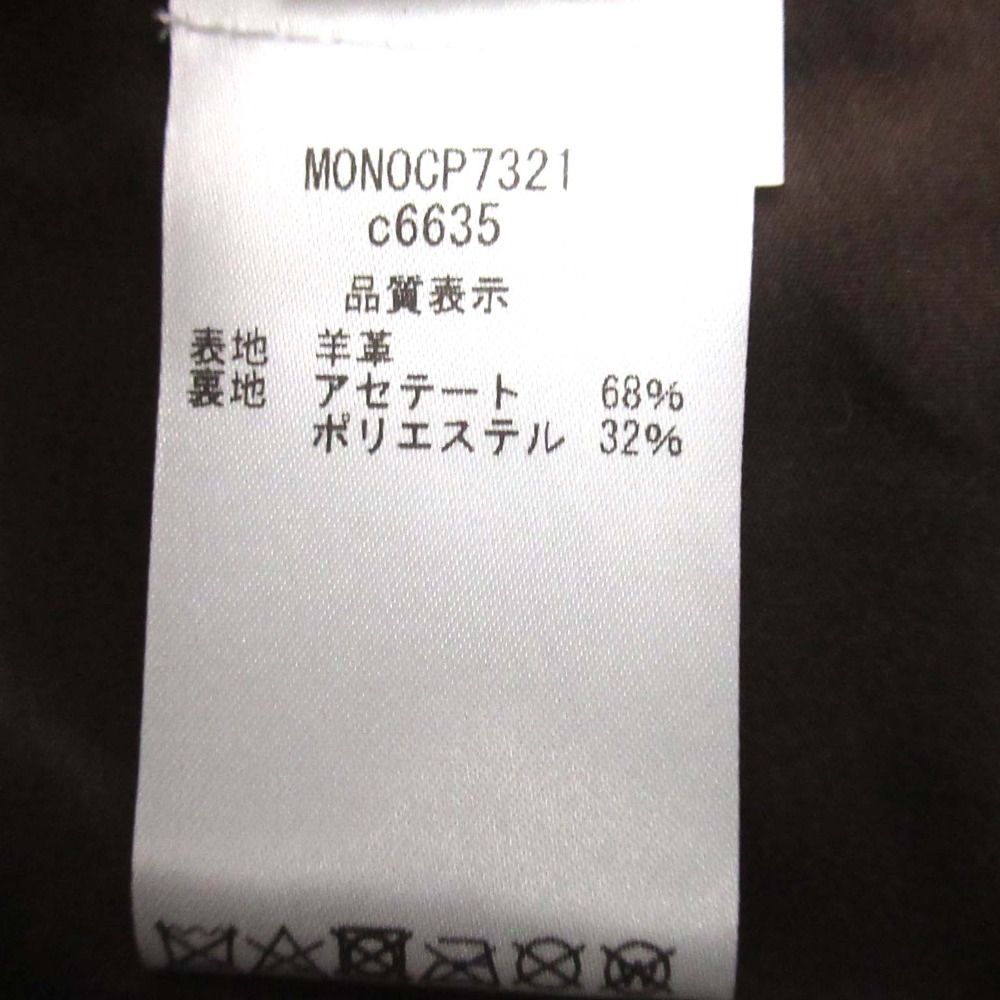 MONOCP7321
c6635
品質表示
表地 羊革
裏地 アセテート 68%
ポリエステル 32%